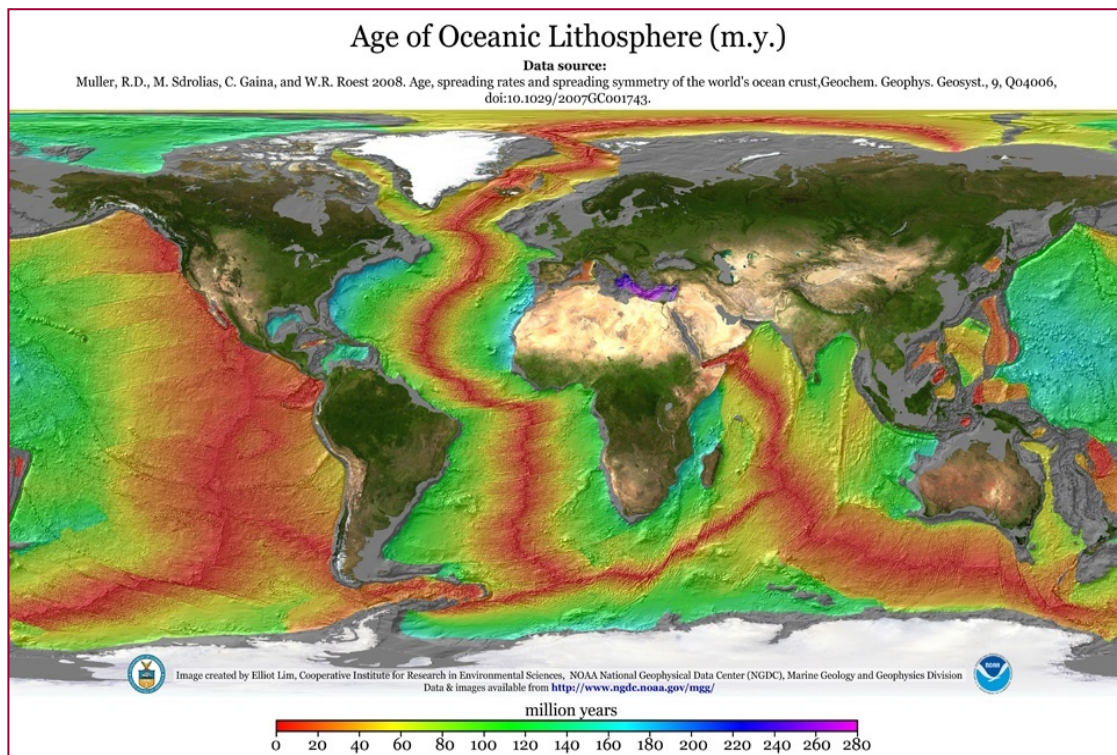 Age of Oceanic Lithosphere (m.y.)
Data source:
Muller, R.D., M. Sdrolias, C. Gaina, and W.R. Roest 2008. Age, spreading rates and spreading symmetry of the world's ocean crust,Geochem. Geophys. Geosyst., 9, Q04006,
doi:10.1029/2007GC001743.
Image created by Elliot Lim, Cooperative Institute for Research in Environmental Sciences, NOAA National Geophysical Data Center (NGDC), Marine Geology and Geophysics Division
Data & images available from http://www.ngdc.noaa.gov/mgg/
million years
0 20 40 60 80 100 120 140 160 180 200 220 240 260 280